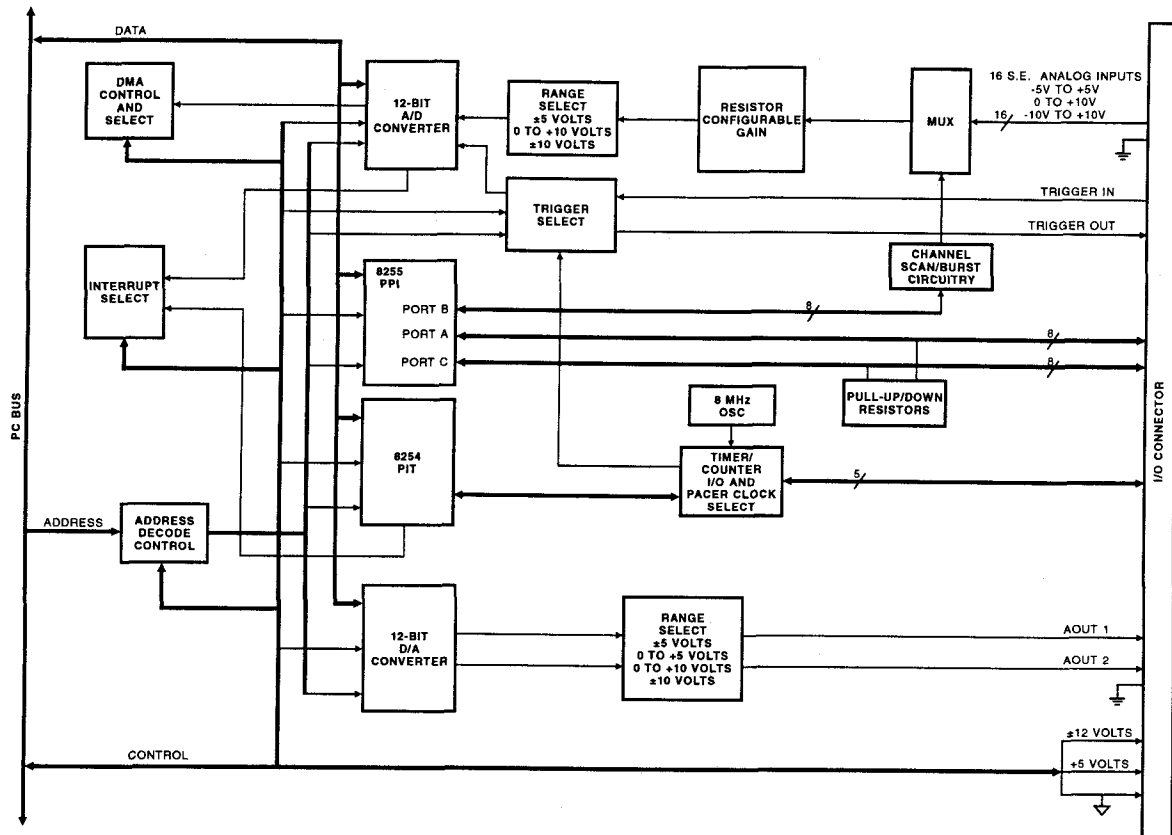 DATA
DMA
CONTROL
AND
SELECT
12-BIT
A/D
CONVERTER
RANGE
SELECT
±5 VOLTS
0 TO +10 VOLTS
±10 VOLTS
RESISTOR
CONFIGURABLE
GAIN
MUX
16 S.E. ANALOG INPUTS
-5V TO +5V
0 TO +10V
-10V TO +10V
16
TRIGGER
SELECT
TRIGGER IN
TRIGGER OUT
INTERRUPT
SELECT
8255
PPI
PORT B
PORT A
PORT C
8
CHANNEL
SCAN/BURST
CIRCUITRY
8
8
PULL-UP/DOWN
RESISTORS
8 MHz
OSC
8254
PIT
TIMER/
COUNTER
I/O AND
PACER CLOCK
SELECT
5
PC BUS
I/O CONNECTOR
ADDRESS
ADDRESS
DECODE
CONTROL
12-BIT
D/A
CONVERTER
RANGE
SELECT
±5 VOLTS
0 TO +5 VOLTS
0 TO +10 VOLTS
±10 VOLTS
AOUT 1
AOUT 2
CONTROL
±12 VOLTS
+5 VOLTS